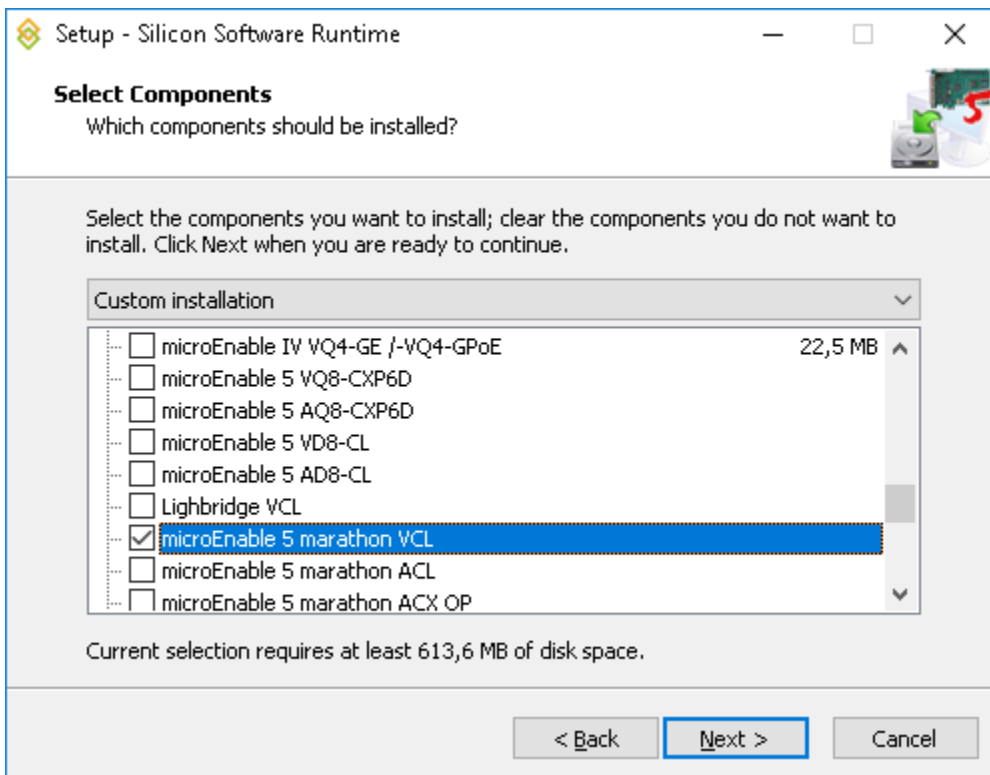 Setup - Silicon Software Runtime
Select Components
Which components should be installed?
Select the components you want to install; clear the components you do not want to
install. Click Next when you are ready to continue.
Custom installation
microEnable IV VQ4-GE /-VQ4-GPoE 22,5 MB
microEnable 5 VQ8-CXP6D
microEnable 5 AQ8-CXP6D
microEnable 5 VD8-CL
microEnable 5 AD8-CL
Lighbridge VCL
microEnable 5 marathon VCL
microEnable 5 marathon ACL
microEnable 5 marathon ACX OP
Current selection requires at least 613,6 MB of disk space.
< Back Next > Cancel